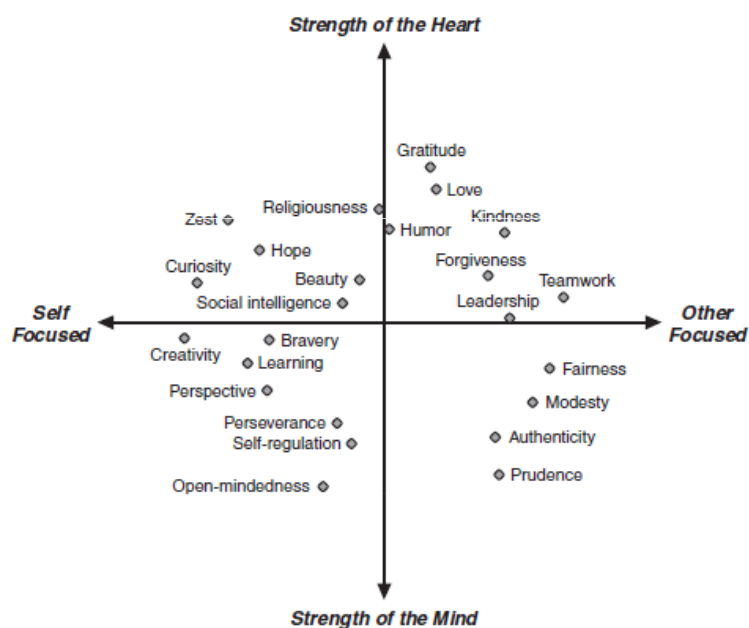 Strength of the Heart
Gratitude
Love
Religiousness
Zest
Kindness
Humor
Hope
Forgiveness
Curiosity
Beauty
Teamwork
Social intelligence
Leadership
Self
Focused
Other
Focused
Creativity
Bravery
Learning
Fairness
Perspective
Modesty
Perseverance
Authenticity
Self-regulation
Prudence
Open-mindedness
Strength of the Mind